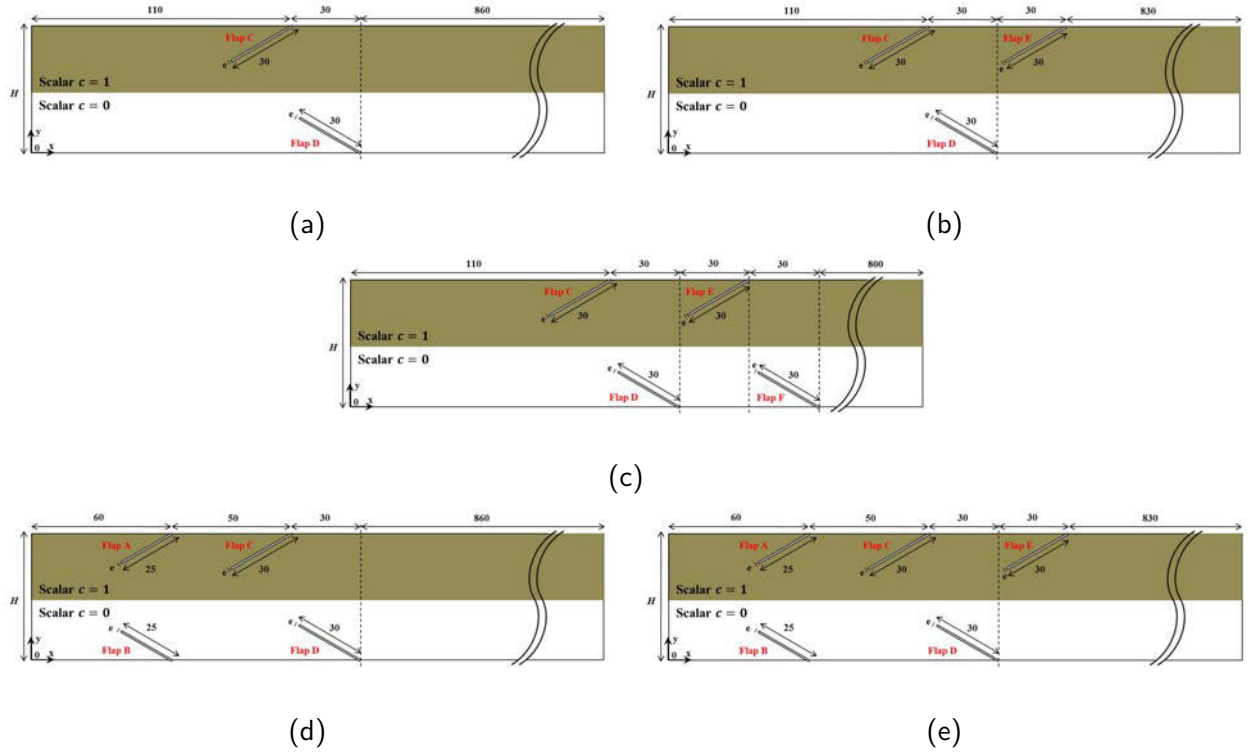 110 30 860
Flap C
e
30
Scalar c = 1
H
Scalar c = 0
e
30
y
0 x
Flap D
(a)
110 30 30 830
Flap C Flap E
e e
30 30
Scalar c = 1
H
Scalar c = 0
e
30
y
0 x
Flap D
(b)
110 30 30 800
Flap C Flap E
e e
30 30
Scalar c = 1
H
Scalar c = 0
e e
30 30
y
0 x
Flap D Flap F
(c)
60 50 30 860
Flap A Flap C
e e
25 30
Scalar c = 1
H
Scalar c = 0
e e
25 30
y
0 x
Flap B Flap D
(d)
60 50 30 30 830
Flap A Flap C Flap E
e e e
25 30 30
Scalar c = 1
H
Scalar c = 0
e e
25 30
y
0 x
Flap B Flap D
(e)